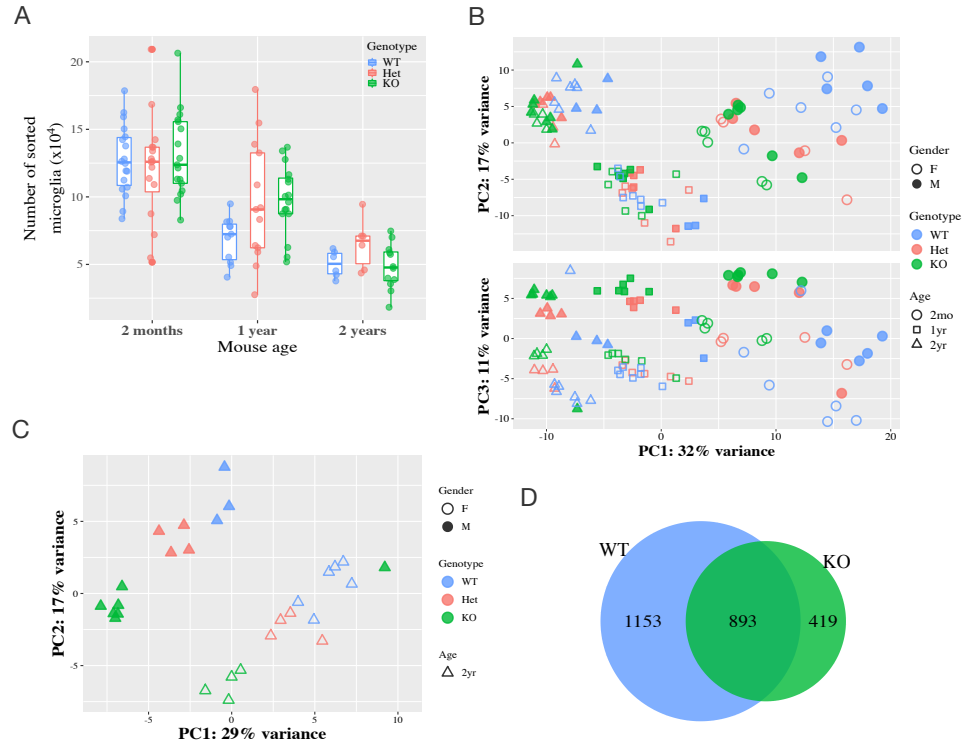 A
Number of sorted
microglia (x10⁴)
20
15
10
5
2 months
1 year
2 years
Mouse age
Genotype
WT
Het
KO
B
PC2: 17% variance
10
5
0
-5
-10
PC3: 11% variance
5
0
-5
-10
-10
0
10
20
PC1: 32% variance
Gender
F
M
Genotype
WT
Het
KO
Age
2mo
1yr
2yr
C
PC2: 17% variance
5
0
-5
-5
0
5
10
PC1: 29% variance
Gender
F
M
Genotype
WT
Het
KO
Age
2yr
D
WT
KO
1153
893
419